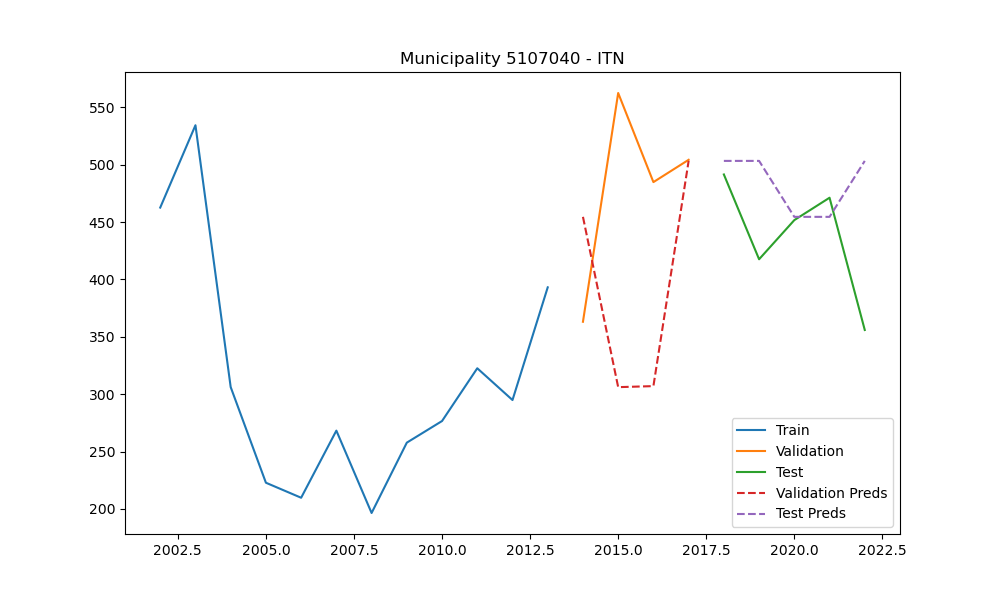 Municipality 5107040 - ITN
550
500
450
400
350
300
250
200
2002.5 2005.0 2007.5 2010.0 2012.5 2015.0 2017.5 2020.0 2022.5
Train
Validation
Test
Validation Preds
Test Preds